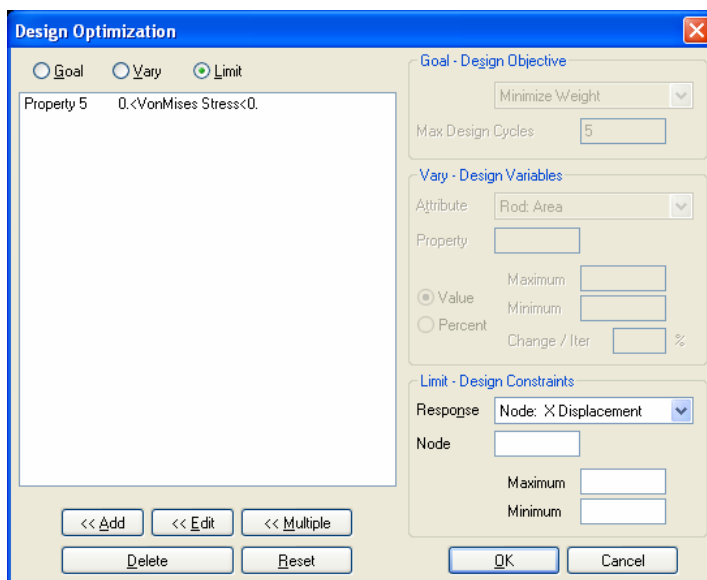 Design Optimization
Goal Vary Limit
Property 5 0.<VonMises Stress<0.
<< Add << Edit << Multiple
Delete Reset
Goal - Design Objective
Minimize Weight
Max Design Cycles 5
Vary - Design Variables
Attribute Rod: Area
Property
Value
Percent
Maximum
Minimum
Change / Iter %
Limit - Design Constraints
Response Node: X Displacement
Node
Maximum
Minimum
OK Cancel